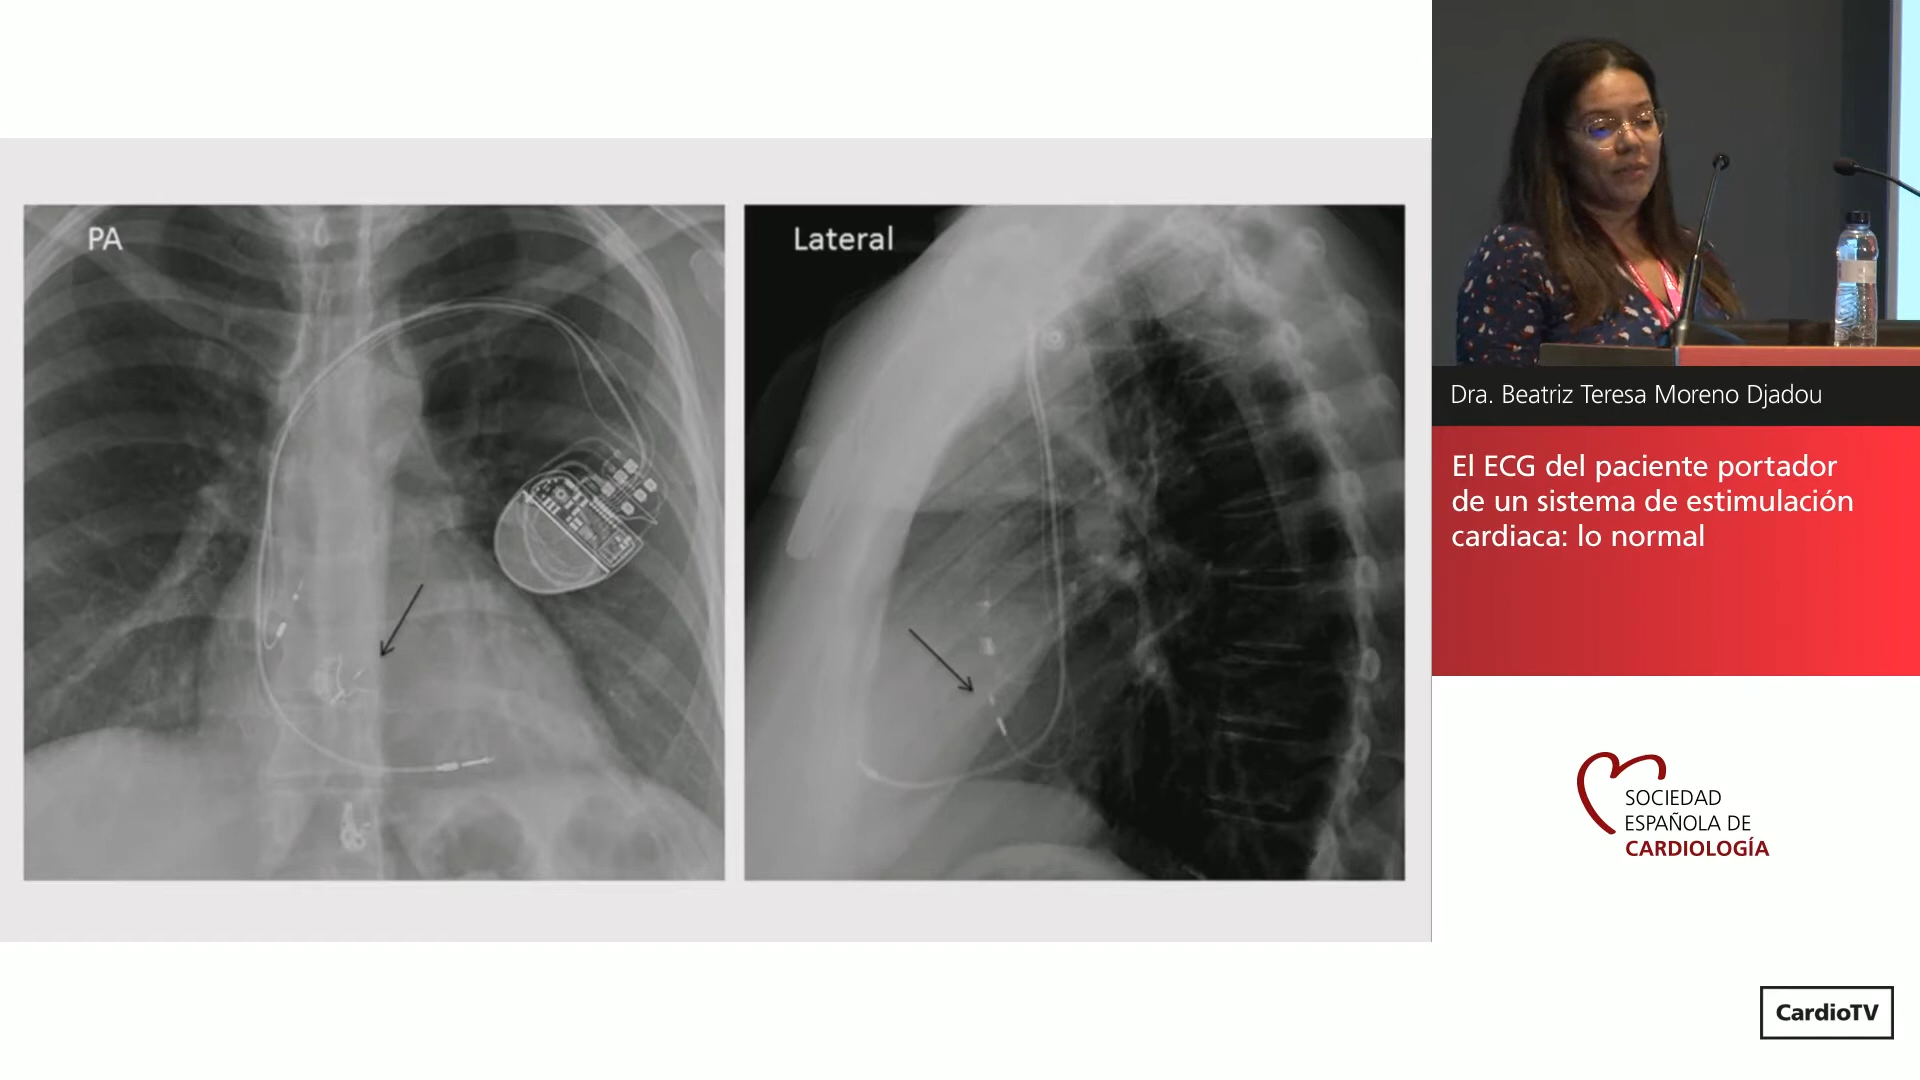 PA
Lateral
Dra. Beatriz Teresa Moreno Djadou
El ECG del paciente portador
de un sistema de estimulación
cardiaca: lo normal
SOCIEDAD
ESPAÑOLA DE
CARDIOLOGÍA
CardioTV